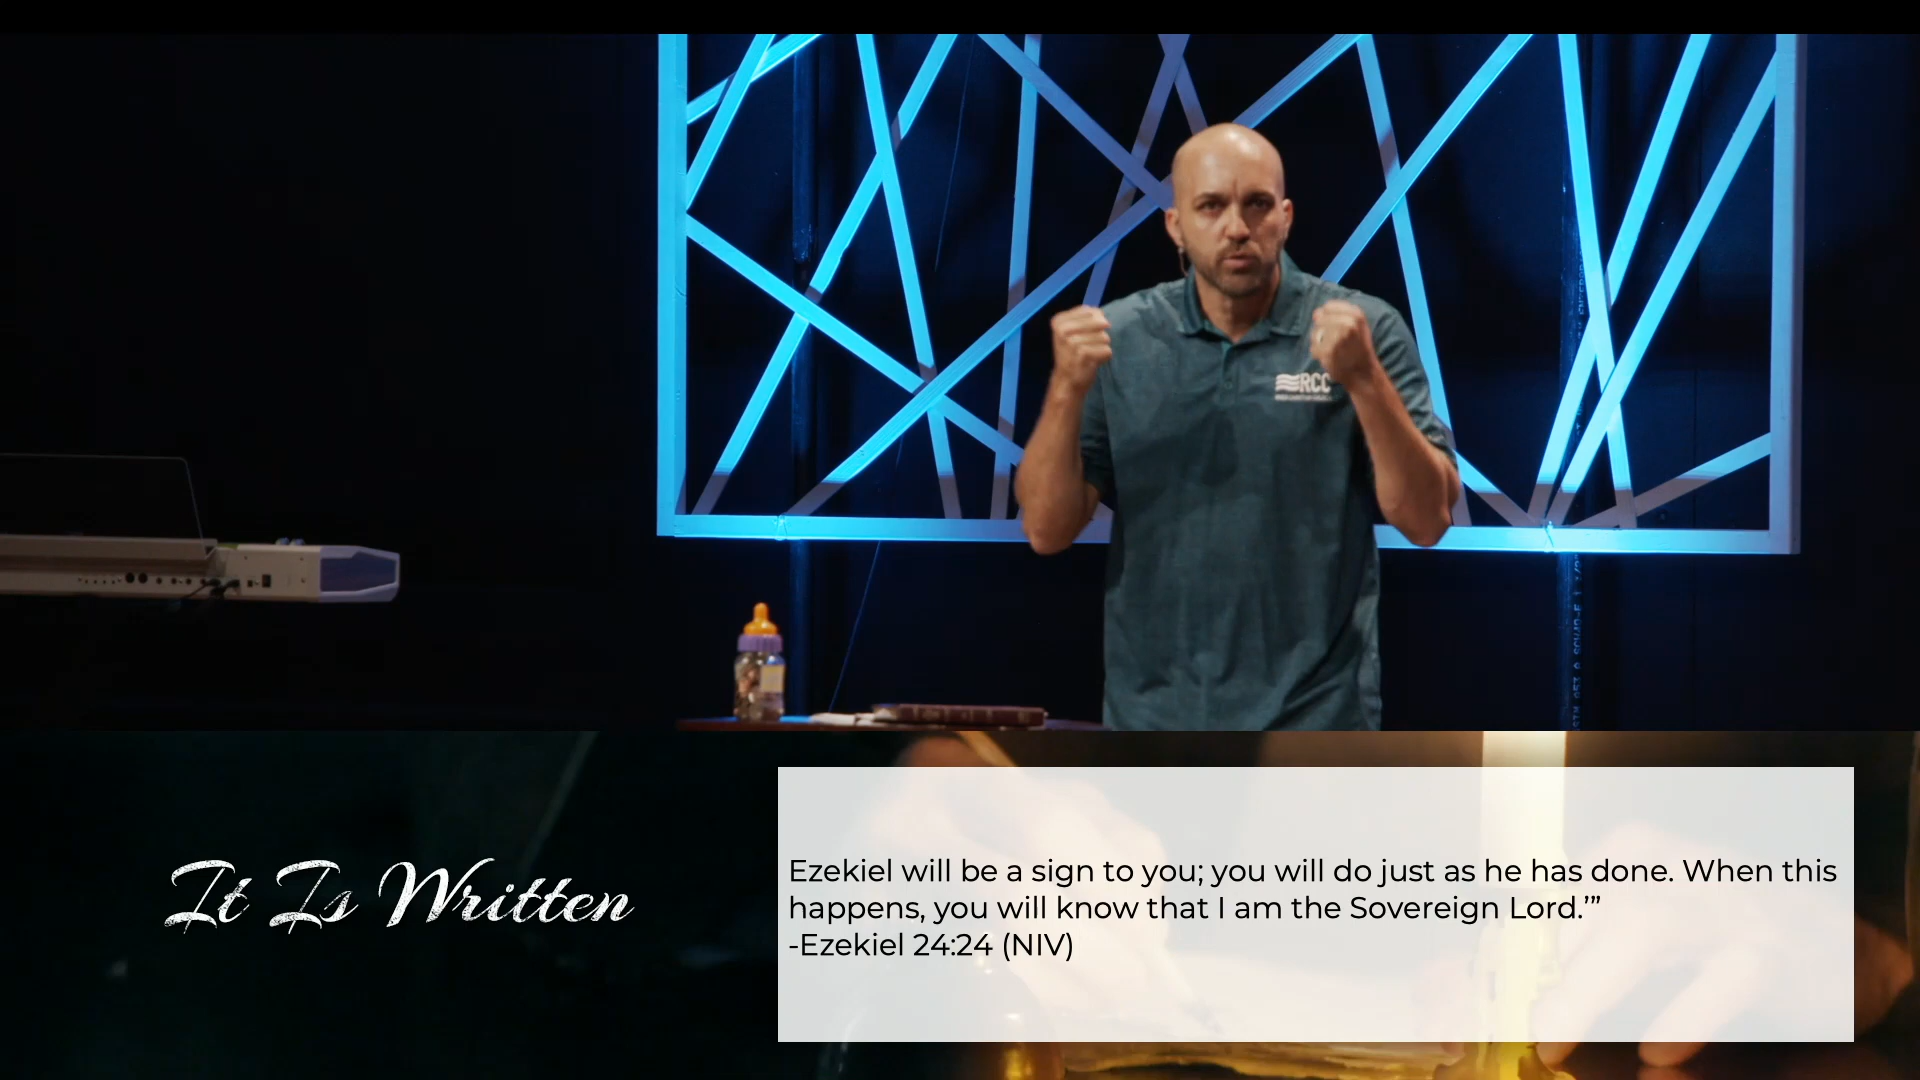 RCC
It Is Written
Ezekiel will be a sign to you; you will do just as he has done. When this
happens, you will know that I am the Sovereign Lord.’”
-Ezekiel 24:24 (NIV)